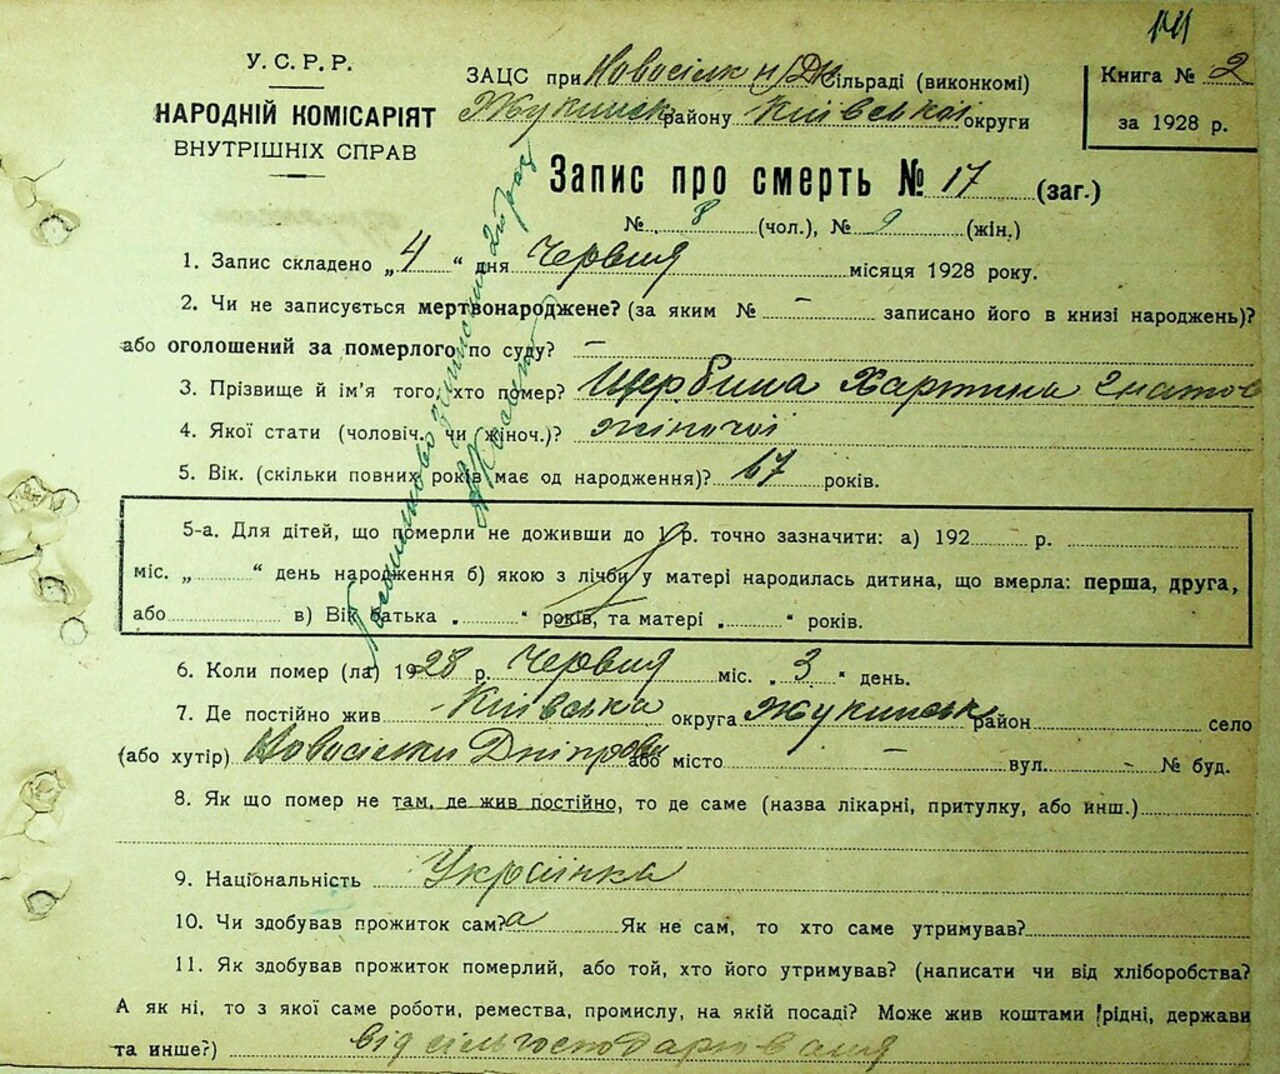 У. С. Р. Р.
НАРОДНІЙ КОМІСАРІЯТ
ВНУТРІШНІХ СПРАВ
ЗАЦС при Новосілк н/Дн Сільраді (виконкомі)
Жукинськ району Київської округи
Книга № 2
за 1928 р.
Запис про смерть № 17 (заг.)
№ 8 (чол.), № 9 (жін.)
1. Запис складено „4“ дня Червня місяця 1928 року.
2. Чи не записується мертвонароджене? (за яким № – записано його в книзі народжень)?
або оголошений за померлого по суду? –
3. Прізвище й ім'я того, хто помер? Щербина Хартина Гнатов
4. Якої стати (чоловіч. чи жіноч.)? жіночої
5. Вік. (скільки повних років має од народження)? 67 років.
5-а. Для дітей, що померли не доживши до 1 р. точно зазначити: а) 192 р.
міс. „ “ день народження б) якою з лічби у матері народилась дитина, що вмерла: перша, друга,
або в) Вік батька „ “ років, та матері „ “ років.
6. Коли помер (ла) 1928 р. Червня міс. „3“ день.
7. Де постійно жив Київська округа Жукинськ район село
(або хутір) Новосілки Дніпрови або місто – вул. - № буд.
8. Як що помер не там, де жив постійно, то де саме (назва лікарні, притулку, або инш.)
9. Національність Українка
10. Чи здобував прожиток сам? а Як не сам, то хто саме утримував?
11. Як здобував прожиток померлий, або той, хто його утримував? (написати чи від хліборобства?
А як ні, то з якої саме роботи, ремества, промислу, на якій посаді? Може жив коштами рідні, держави
та инше?) від сільгосподарювання